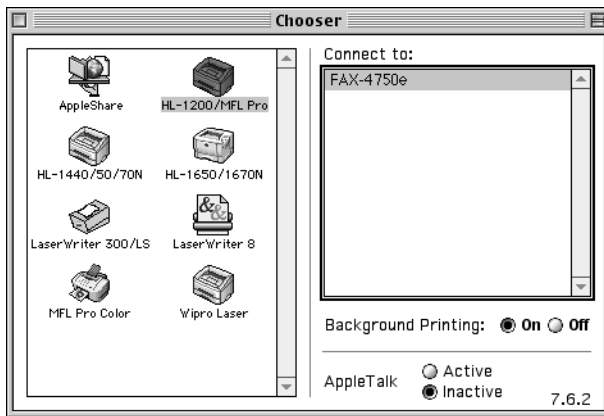 Chooser
AppleShare
HL-1200/MFL Pro
HL-1440/50/70N
HL-1650/1670N
LaserWriter 300/LS
LaserWriter 8
MFL Pro Color
Wipro Laser
Connect to:
FAX-4750e
Background Printing: On Off
AppleTalk
Active
Inactive
7.6.2